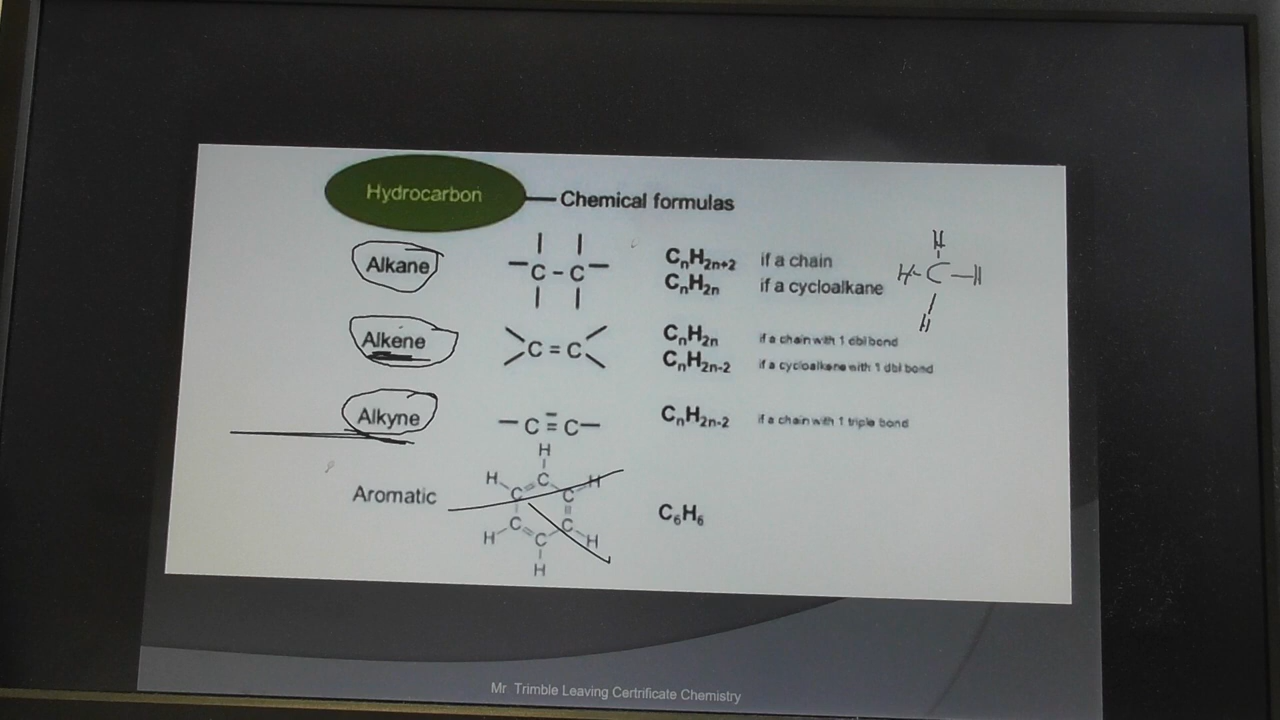 Hydrocarbon — Chemical formulas
Alkane
C - C
CₙH₂ₙ₊₂ if a chain
CₙH₂ₙ if a cycloalkane
H
H - C - H
H
Alkene
C = C
CₙH₂ₙ if a chain with 1 dbl bond
CₙH₂ₙ₋₂ if a cycloalkene with 1 dbl bond
Alkyne
— C ≡ C —
CₙH₂ₙ₋₂ if a chain with 1 triple bond
Aromatic
H
H C H
C C
C C
H C H
H
C₆H₆
Mr Trimble Leaving Certrificate Chemistry